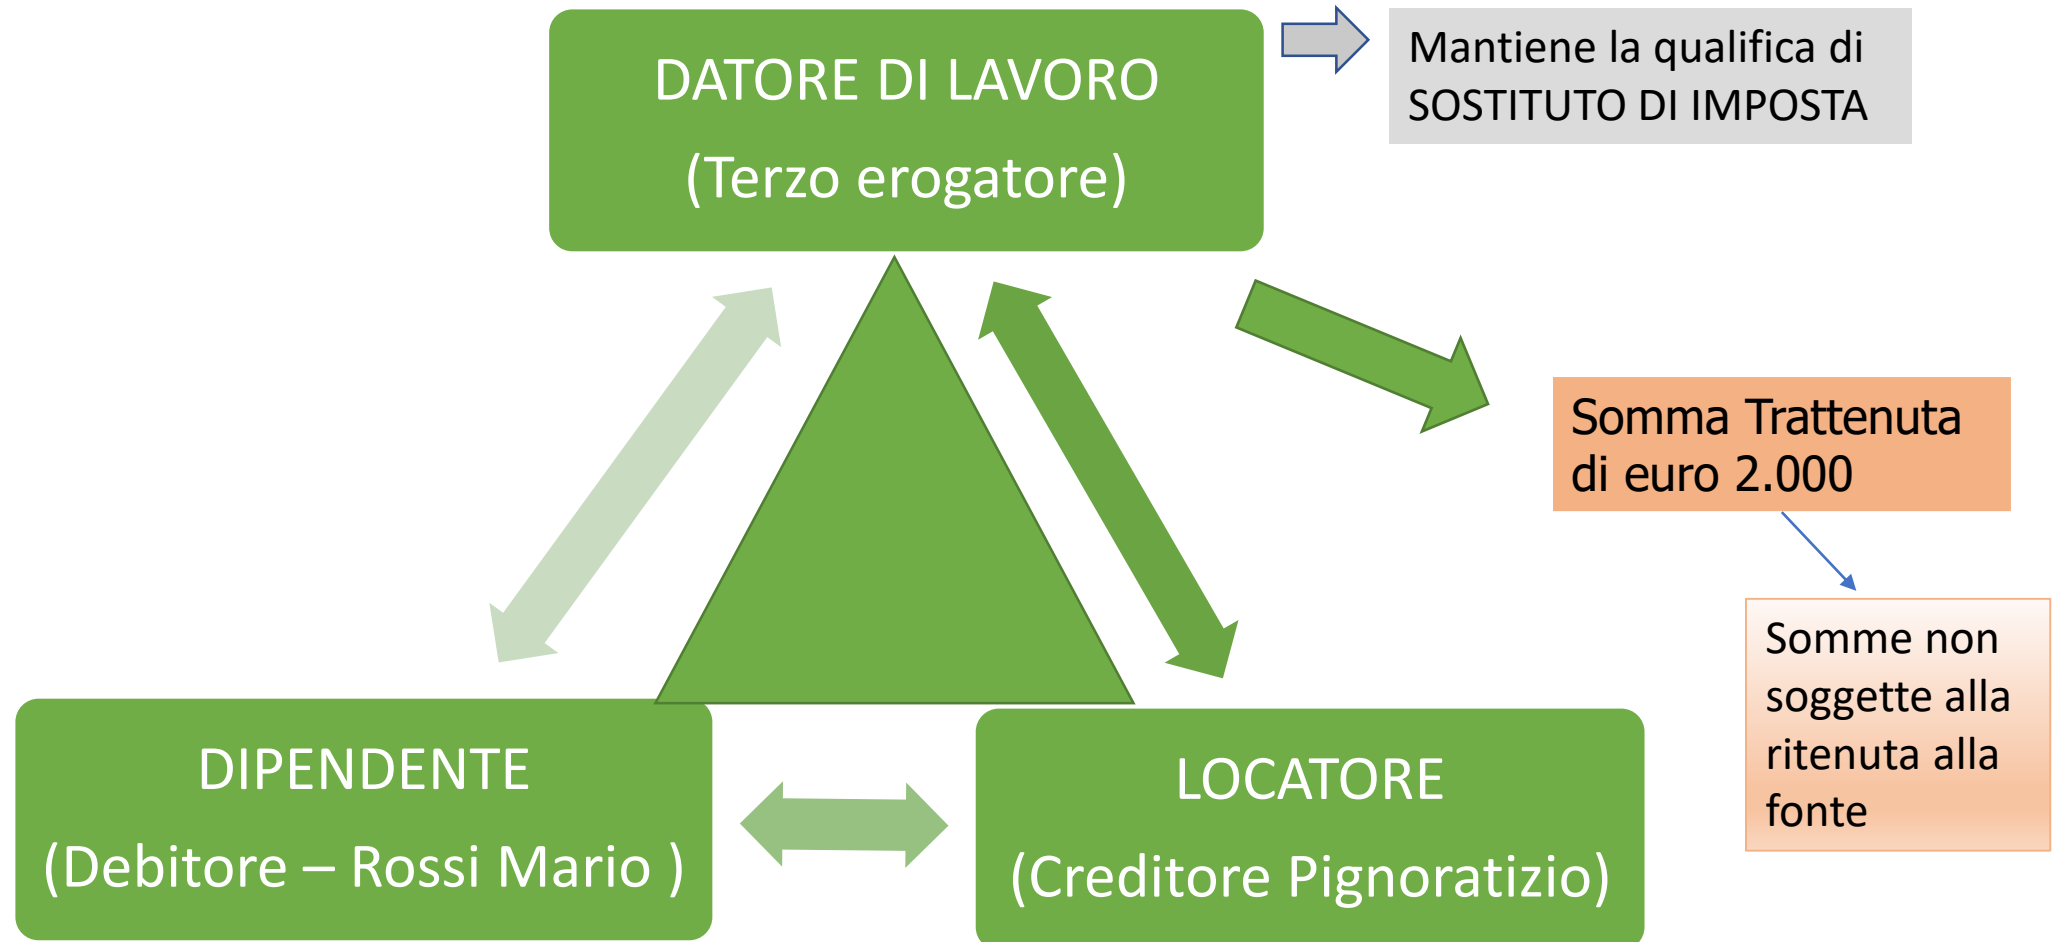 DATORE DI LAVORO
(Terzo erogatore)
Mantiene la qualifica di
SOSTITUTO DI IMPOSTA
Somma Trattenuta
di euro 2.000
Somme non
soggette alla
ritenuta alla
fonte
DIPENDENTE
(Debitore – Rossi Mario )
LOCATORE
(Creditore Pignoratizio)